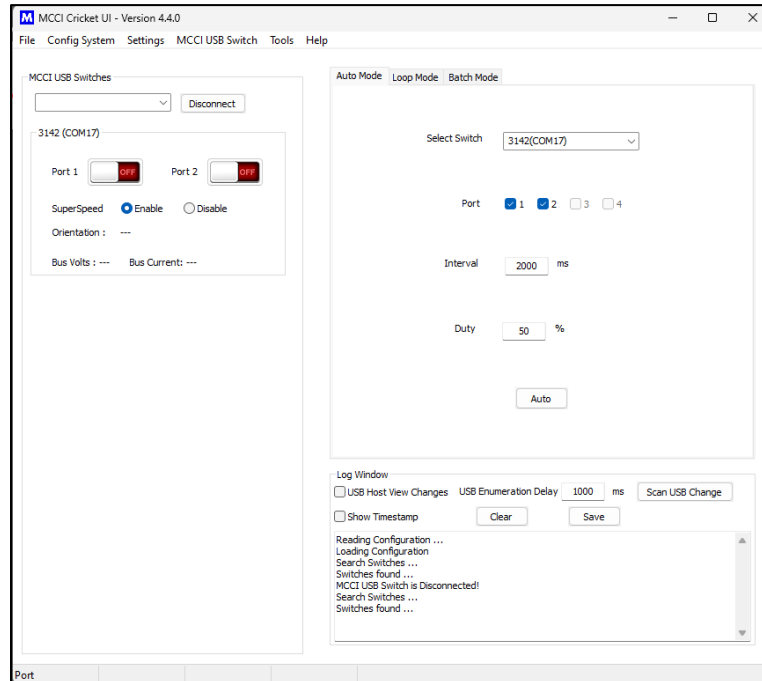 M MCCI Cricket UI - Version 4.4.0
File Config System Settings MCCI USB Switch Tools Help
MCCI USB Switches
Disconnect
3142 (COM17)
Port 1 OFF Port 2 OFF
SuperSpeed Enable Disable
Orientation : ---
Bus Volts : --- Bus Current: ---
Auto Mode Loop Mode Batch Mode
Select Switch 3142(COM17)
Port 1 2 3 4
Interval 2000 ms
Duty 50 %
Auto
Log Window
USB Host View Changes USB Enumeration Delay 1000 ms Scan USB Change
Show Timestamp Clear Save
Reading Configuration ...
Loading Configuration
Search Switches ...
Switches found ...
MCCI USB Switch is Disconnected!
Search Switches ...
Switches found ...
Port